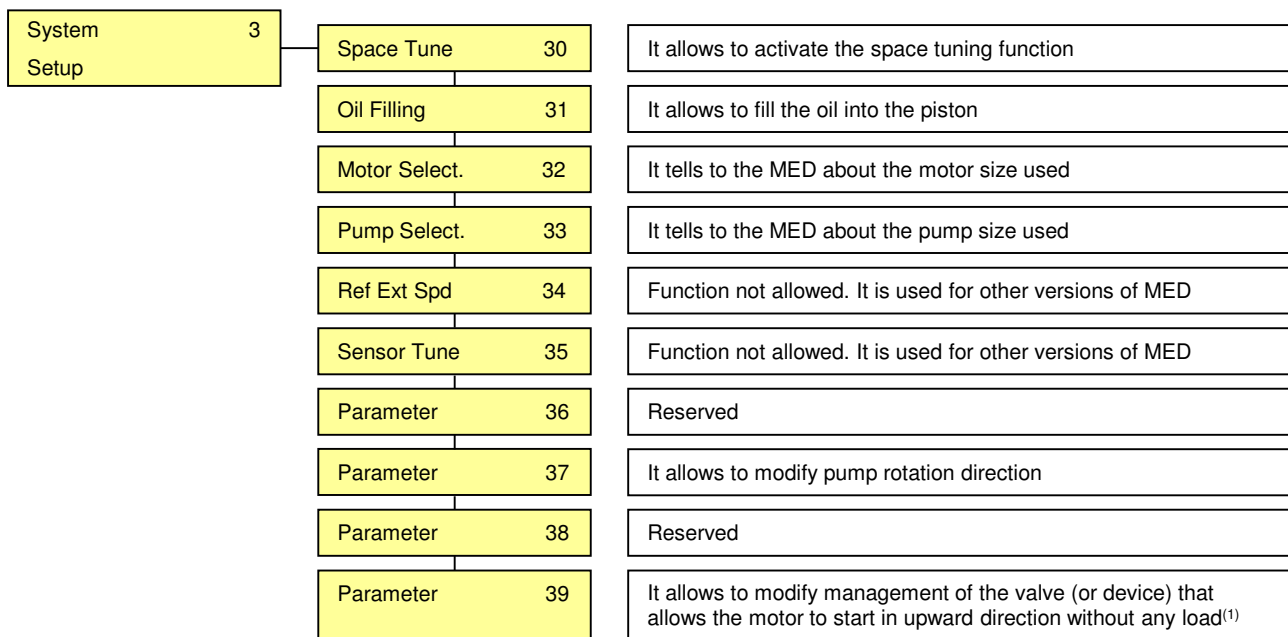 System 3
Setup
Space Tune 30
It allows to activate the space tuning function
Oil Filling 31
It allows to fill the oil into the piston
Motor Select. 32
It tells to the MED about the motor size used
Pump Select. 33
It tells to the MED about the pump size used
Ref Ext Spd 34
Function not allowed. It is used for other versions of MED
Sensor Tune 35
Function not allowed. It is used for other versions of MED
Parameter 36
Reserved
Parameter 37
It allows to modify pump rotation direction
Parameter 38
Reserved
Parameter 39
It allows to modify management of the valve (or device) that
allows the motor to start in upward direction without any load(1)